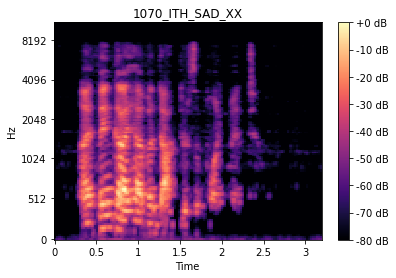 1070_ITH_SAD_XX
+0 dB
8192
-10 dB
4096
-20 dB
-30 dB
2048
Hz
-40 dB
1024
-50 dB
512
-60 dB
-70 dB
0
-80 dB
0 0.5 1 1.5 2 2.5 3
Time